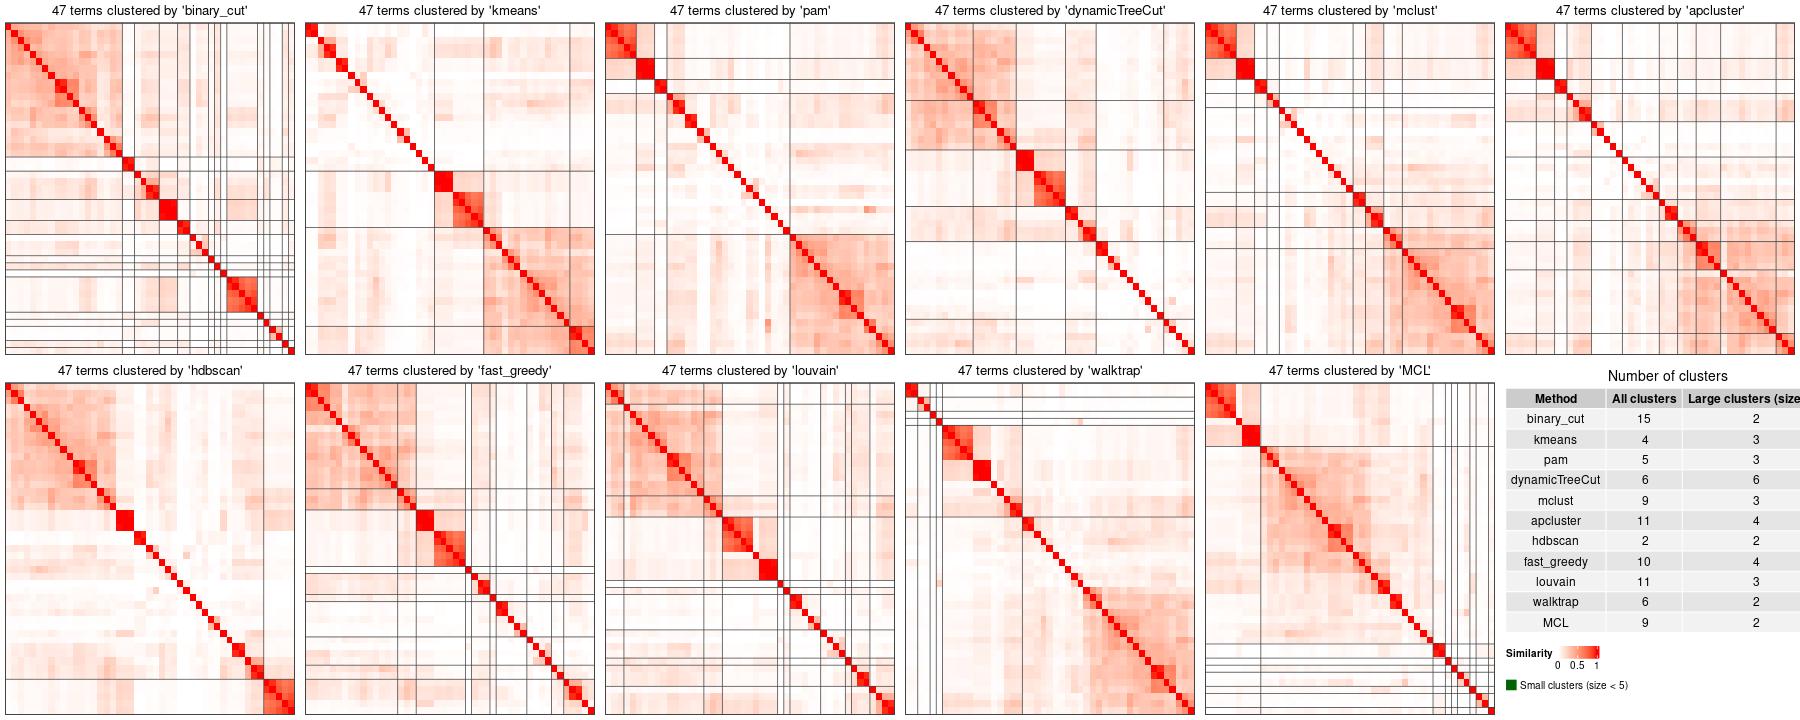 47 terms clustered by 'binary_cut'
47 terms clustered by 'kmeans'
47 terms clustered by 'pam'
47 terms clustered by 'dynamicTreeCut'
47 terms clustered by 'mclust'
47 terms clustered by 'apcluster'
47 terms clustered by 'hdbscan'
47 terms clustered by 'fast_greedy'
47 terms clustered by 'louvain'
47 terms clustered by 'walktrap'
47 terms clustered by 'MCL'
Number of clusters
Method All clusters Large clusters (size
binary_cut 15 2
kmeans 4 3
pam 5 3
dynamicTreeCut 6 6
mclust 9 3
apcluster 11 4
hdbscan 2 2
fast_greedy 10 4
louvain 11 3
walktrap 6 2
MCL 9 2
Similarity
0 0.5 1
Small clusters (size < 5)